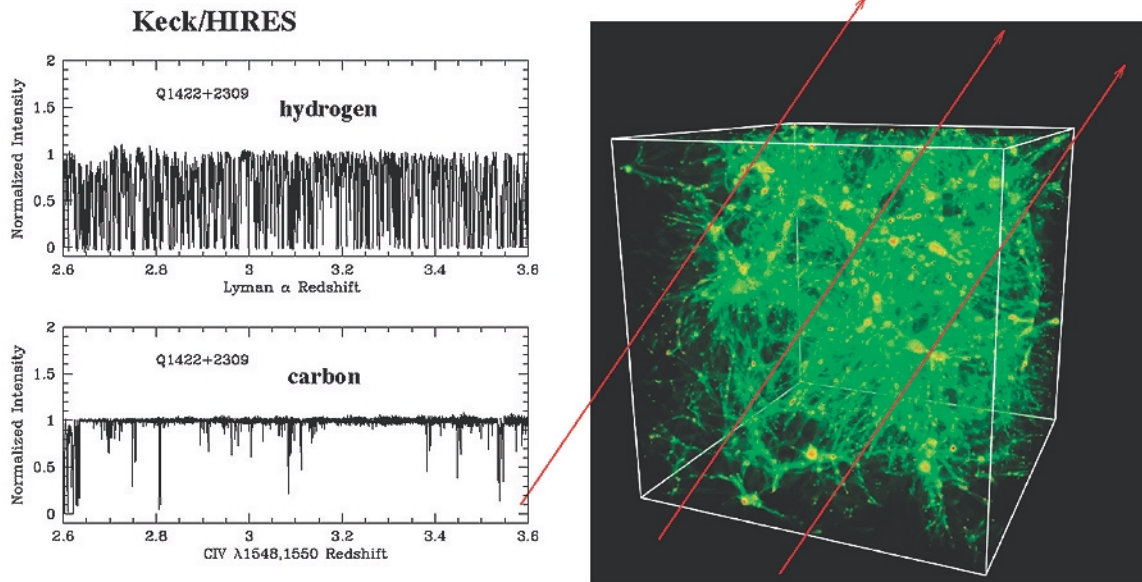 Keck/HIRES
2
1.5
1
0.5
0
Normalized Intensity
Q1422+2309
hydrogen
2.6 2.8 3 3.2 3.4 3.6
Lyman α Redshift
2
1.5
1
0.5
0
Normalized Intensity
Q1422+2309
carbon
2.6 2.8 3 3.2 3.4 3.6
CIV λ1548,1550 Redshift